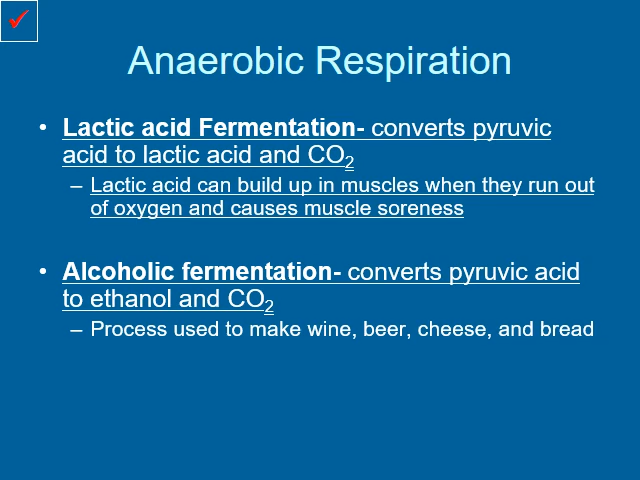 Anaerobic Respiration
• Lactic acid Fermentation- converts pyruvic
acid to lactic acid and CO₂
– Lactic acid can build up in muscles when they run out
of oxygen and causes muscle soreness
• Alcoholic fermentation- converts pyruvic acid
to ethanol and CO₂
– Process used to make wine, beer, cheese, and bread